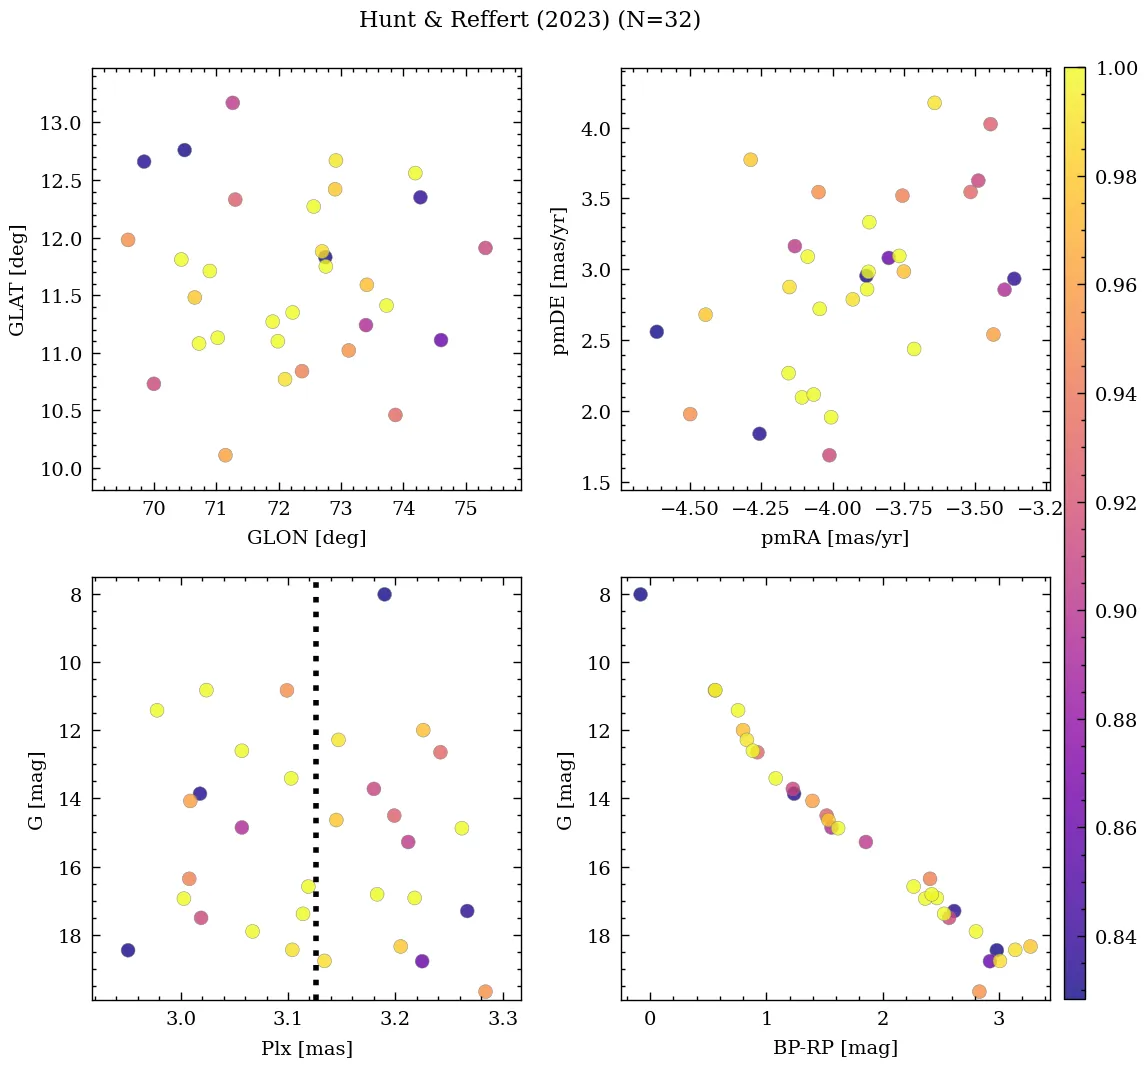 Hunt & Reffert (2023) (N=32)
13.0
12.5
12.0
11.5
11.0
10.5
10.0
GLAT [deg]
70 71 72 73 74 75
GLON [deg]
4.0
3.5
3.0
2.5
2.0
1.5
pmDE [mas/yr]
−4.50 −4.25 −4.00 −3.75 −3.50 −3.2
pmRA [mas/yr]
1.00
0.98
0.96
0.94
0.92
0.90
0.88
0.86
0.84
8
10
12
14
16
18
G [mag]
3.0 3.1 3.2 3.3
Plx [mas]
8
10
12
14
16
18
G [mag]
0 1 2 3
BP-RP [mag]